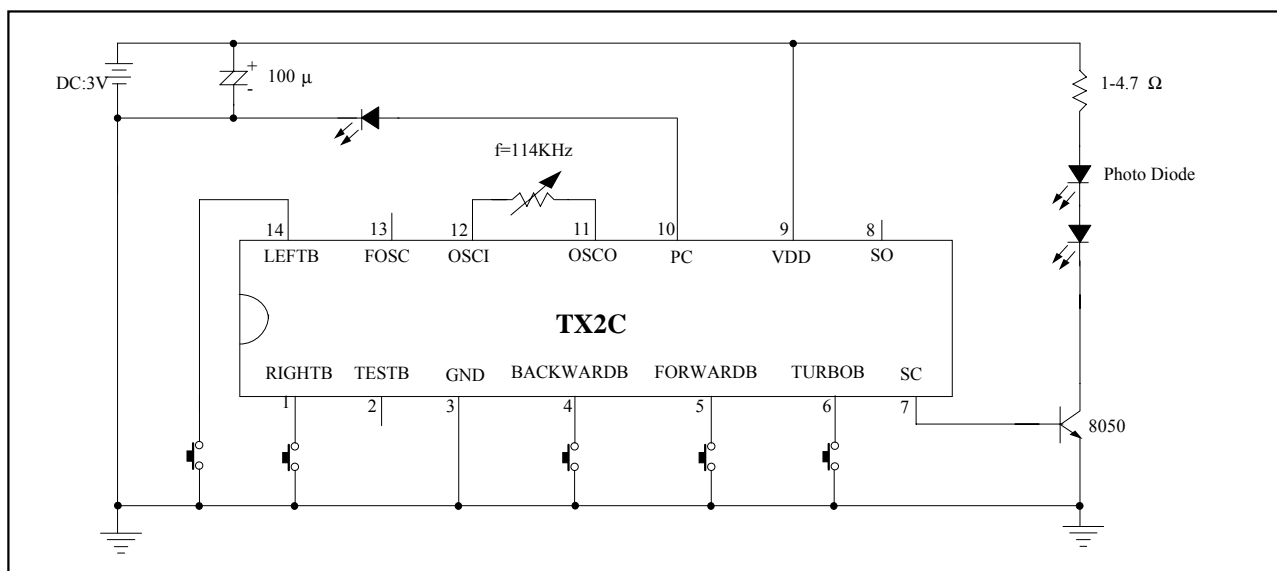 +
100 μ
-
DC:3V
1-4.7 Ω
f=114KHz
Photo Diode
14 13 12 11 10 9 8
LEFTB FOSC OSCI OSCO PC VDD SO
TX2C
RIGHTB TESTB GND BACKWARDB FORWARDB TURBOB SC
1 2 3 4 5 6 7
8050